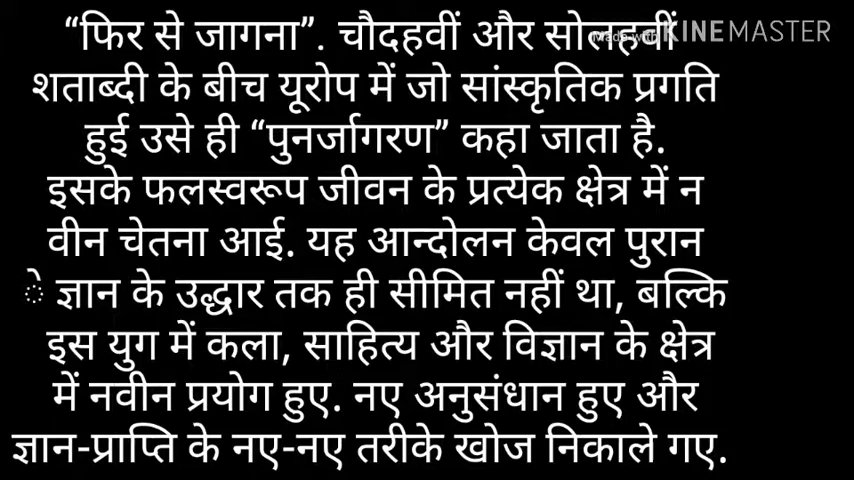 “फिर से जागना”. चौदहवीं और सोलहवीं
Made with KINEMASTER
शताब्दी के बीच यूरोप में जो सांस्कृतिक प्रगति
हुई उसे ही “पुनर्जागरण” कहा जाता है.
इसके फलस्वरूप जीवन के प्रत्येक क्षेत्र में न
वीन चेतना आई. यह आन्दोलन केवल पुरान
े ज्ञान के उद्धार तक ही सीमित नहीं था, बल्कि
इस युग में कला, साहित्य और विज्ञान के क्षेत्र
में नवीन प्रयोग हुए. नए अनुसंधान हुए और
ज्ञान-प्राप्ति के नए-नए तरीके खोज निकाले गए.